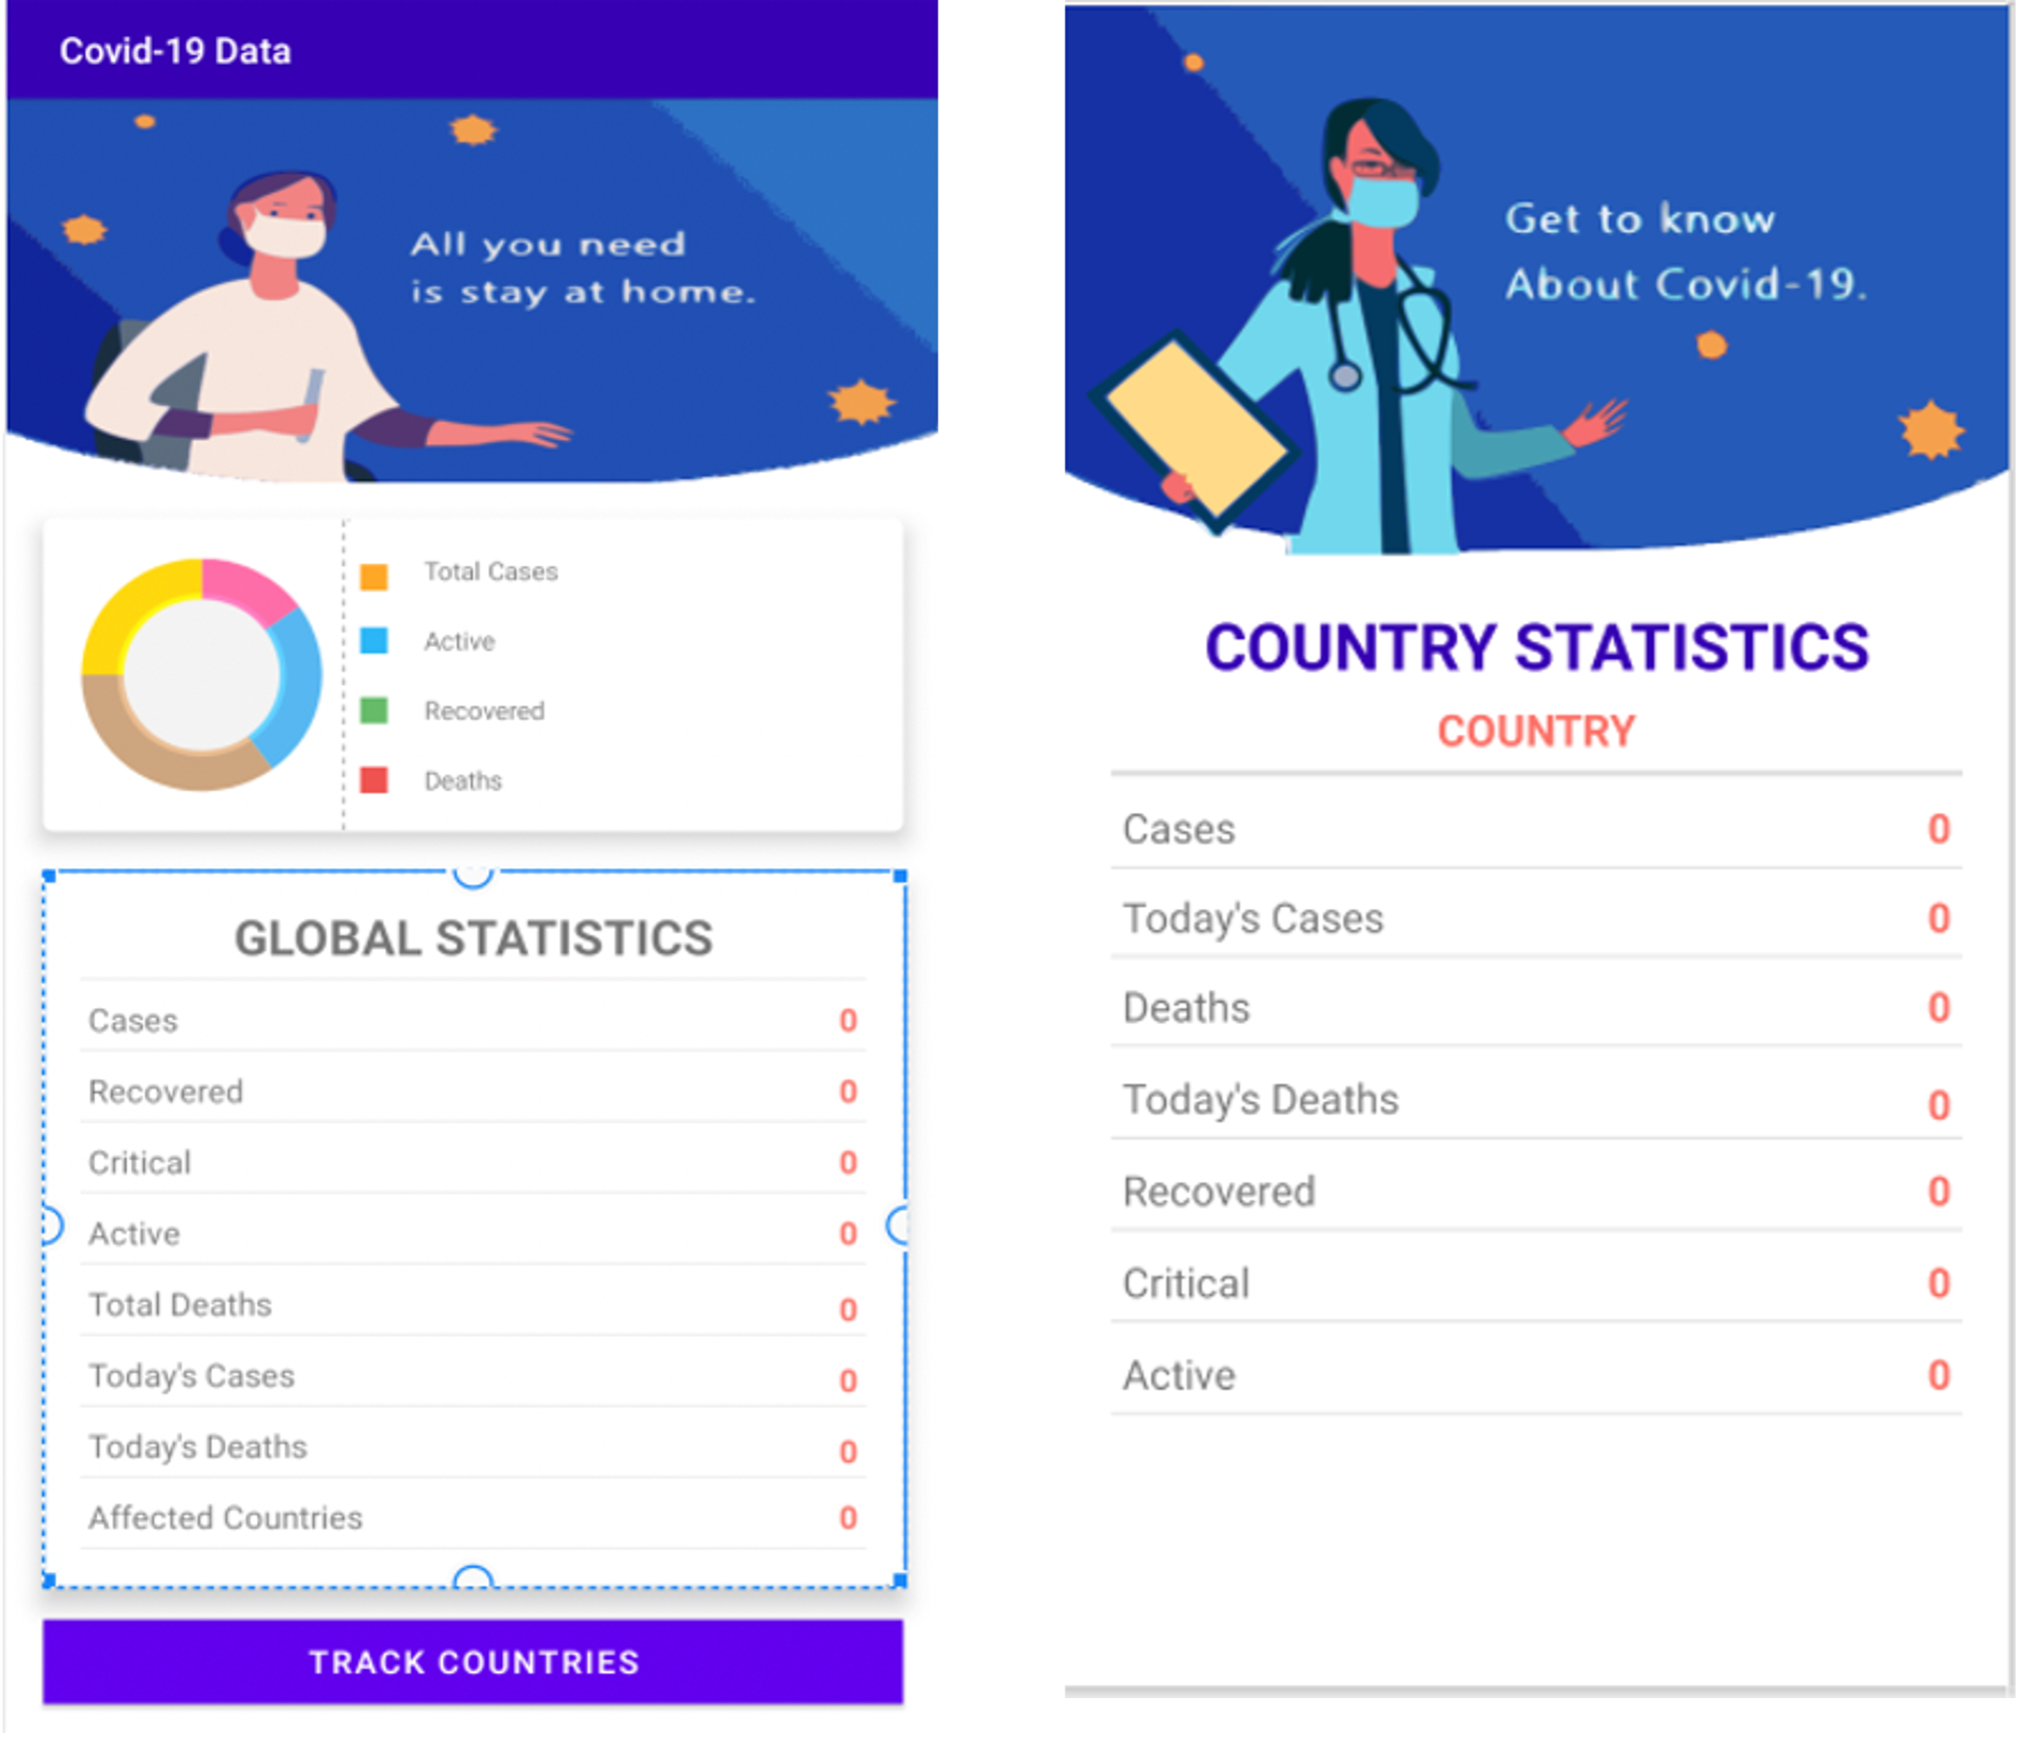 Covid-19 Data
All you need
is stay at home.
Total Cases
Active
Recovered
Deaths
GLOBAL STATISTICS
Cases 0
Recovered 0
Critical 0
Active 0
Total Deaths 0
Today's Cases 0
Today's Deaths 0
Affected Countries 0
TRACK COUNTRIES
Get to know
About Covid-19.
COUNTRY STATISTICS
COUNTRY
Cases 0
Today's Cases 0
Deaths 0
Today's Deaths 0
Recovered 0
Critical 0
Active 0